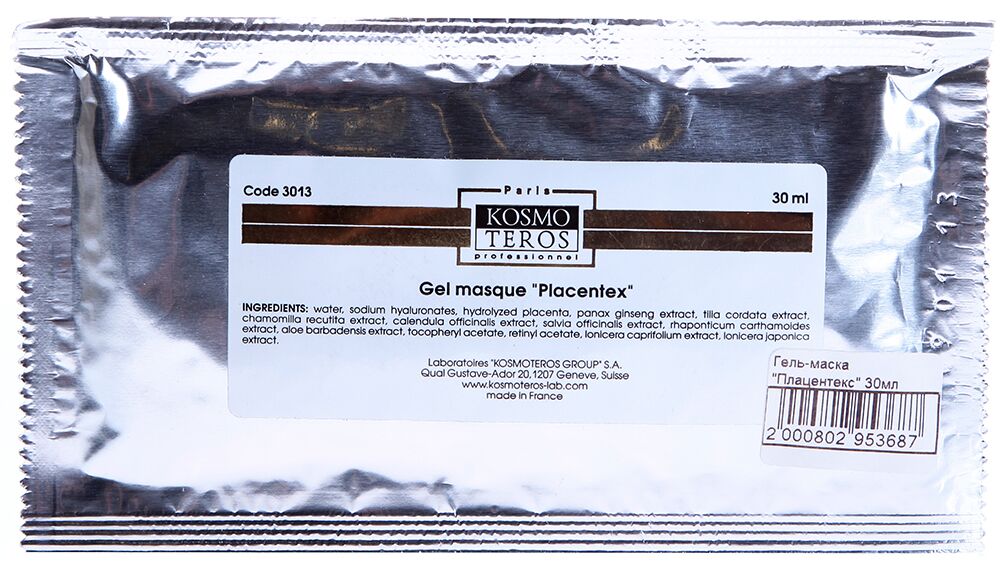 Code 3013
Paris
30 ml
KOSMO
TEROS
professionnel
Gel masque "Placentex"
INGREDIENTS: water, sodium hyaluronates, hydrolyzed placenta, panax ginseng extract, tilia cordata extract,
chamomilla recutita extract, calendula officinalis extract, salvia officinalis extract, rhaponticum carthamoides
extract, aloe barbadensis extract, tocopheryl acetate, retinyl acetate, lonicera caprifolium extract, lonicera japonica
extract.
Laboratoires "KOSMOTEROS GROUP" S.A.
Quai Gustave-Ador 20, 1207 Geneve, Suisse
www.kosmoteros-lab.com
made in France
Гель-маска
"Плацентекс" 30мл
2 000802 953687